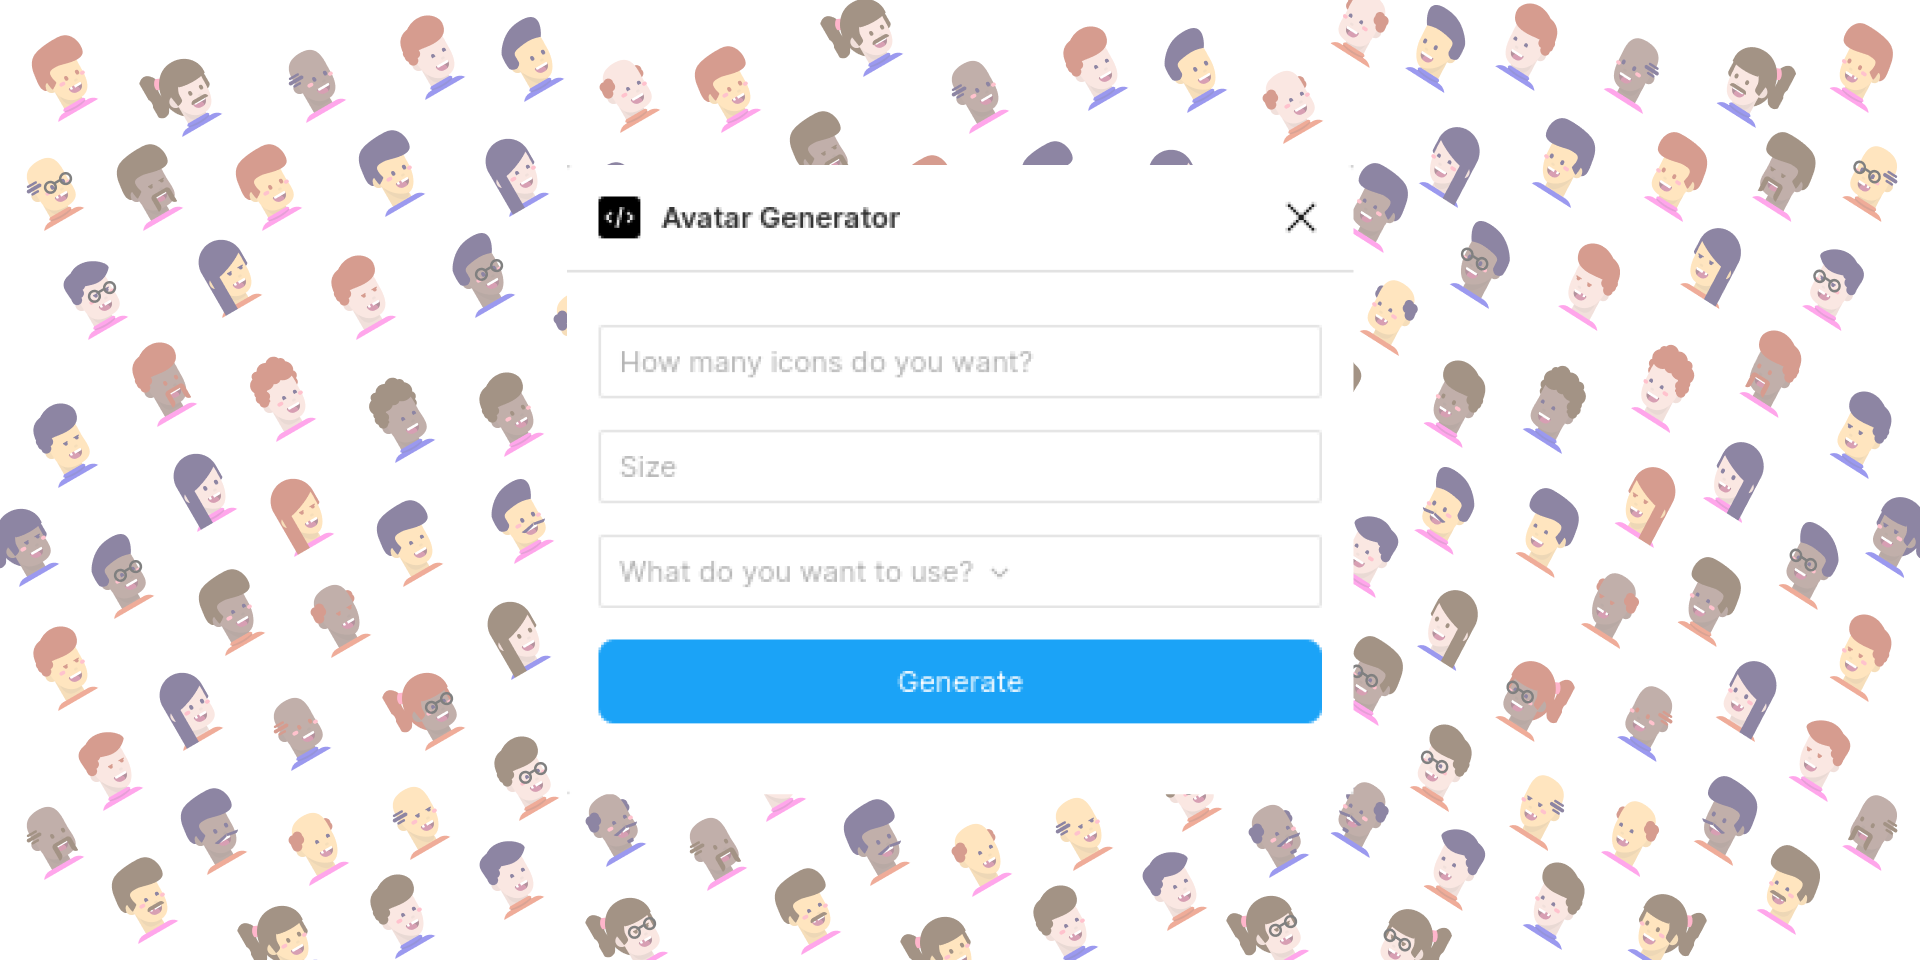 </> Avatar Generator
How many icons do you want?
Size
What do you want to use?
Generate